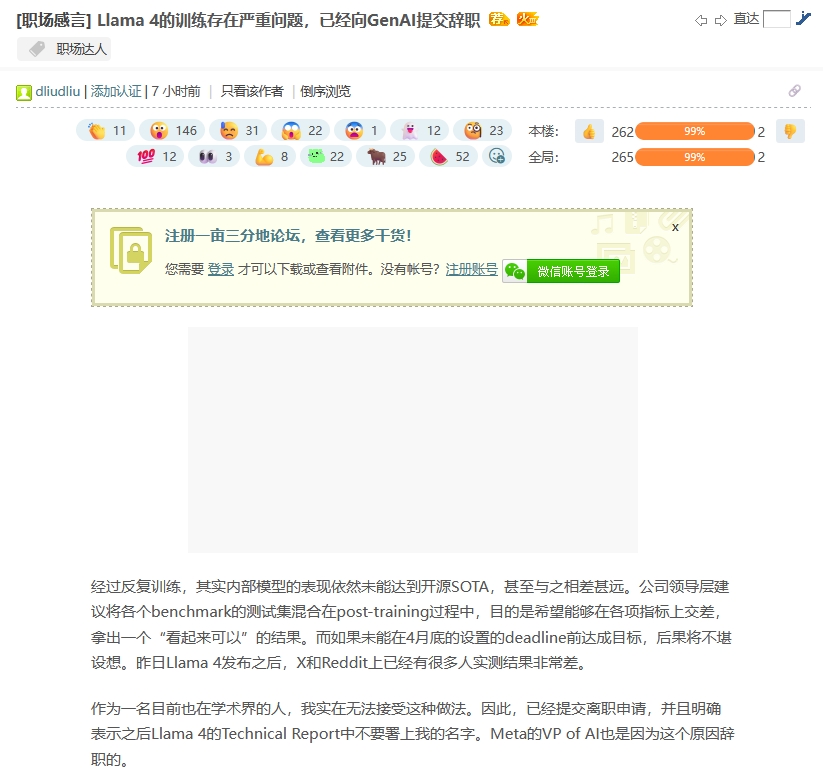 [职场感言] Llama 4的训练存在严重问题，已经向GenAI提交辞职
直达
职场达人
dliudliu | 添加认证 | 7 小时前 | 只看该作者 | 倒序浏览
11 146 31 22 1 12 23 本楼： 262 99% 2
100 12 3 8 22 25 52 全局： 265 99% 2
注册一亩三分地论坛，查看更多干货！ x
您需要 登录 才可以下载或查看附件。没有帐号？ 注册账号 微信账号登录
经过反复训练，其实内部模型的表现依然未能达到开源SOTA，甚至与之相差甚远。公司领导层建
议将各个benchmark的测试集混合在post-training过程中，目的是希望能够在各项指标上交差，
拿出一个“看起来可以”的结果。而如果未能在4月底的设置的deadline前达成目标，后果将不堪
设想。昨日Llama 4发布之后，X和Reddit上已经有很多人实测结果非常差。
作为一名目前也在学术界的人，我实在无法接受这种做法。因此，已经提交离职申请，并且明确
表示之后Llama 4的Technical Report中不要署上我的名字。Meta的VP of AI也是因为这个原因辞
职的。